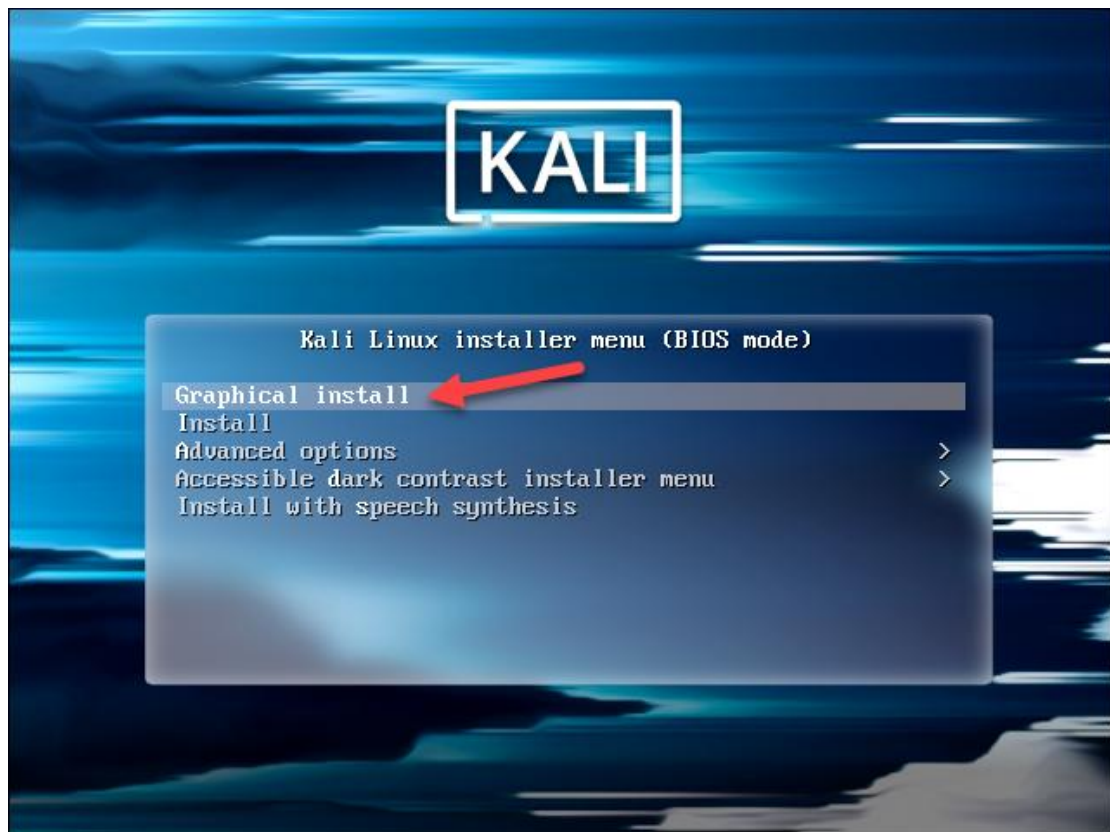 KALI
Kali Linux installer menu (BIOS mode)
Graphical install
Install
Advanced options >
Accessible dark contrast installer menu >
Install with speech synthesis